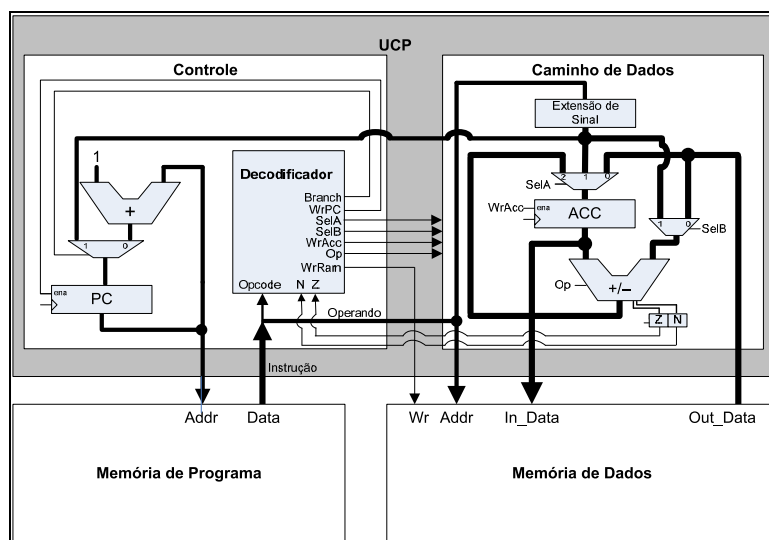 UCP
Controle
Caminho de Dados
Extensão de
Sinal
1
+
1 0
ena
PC
Decodificador
Branch
WrPC
SelA
SelB
WrAcc
Op
WrRam
Opcode N Z
Operando
Instrução
2 1 0
SelA
WrAcc
ena
ACC
1 0
SelB
Op
+/−
Z N
Addr Data
Wr Addr In_Data Out_Data
Memória de Programa
Memória de Dados